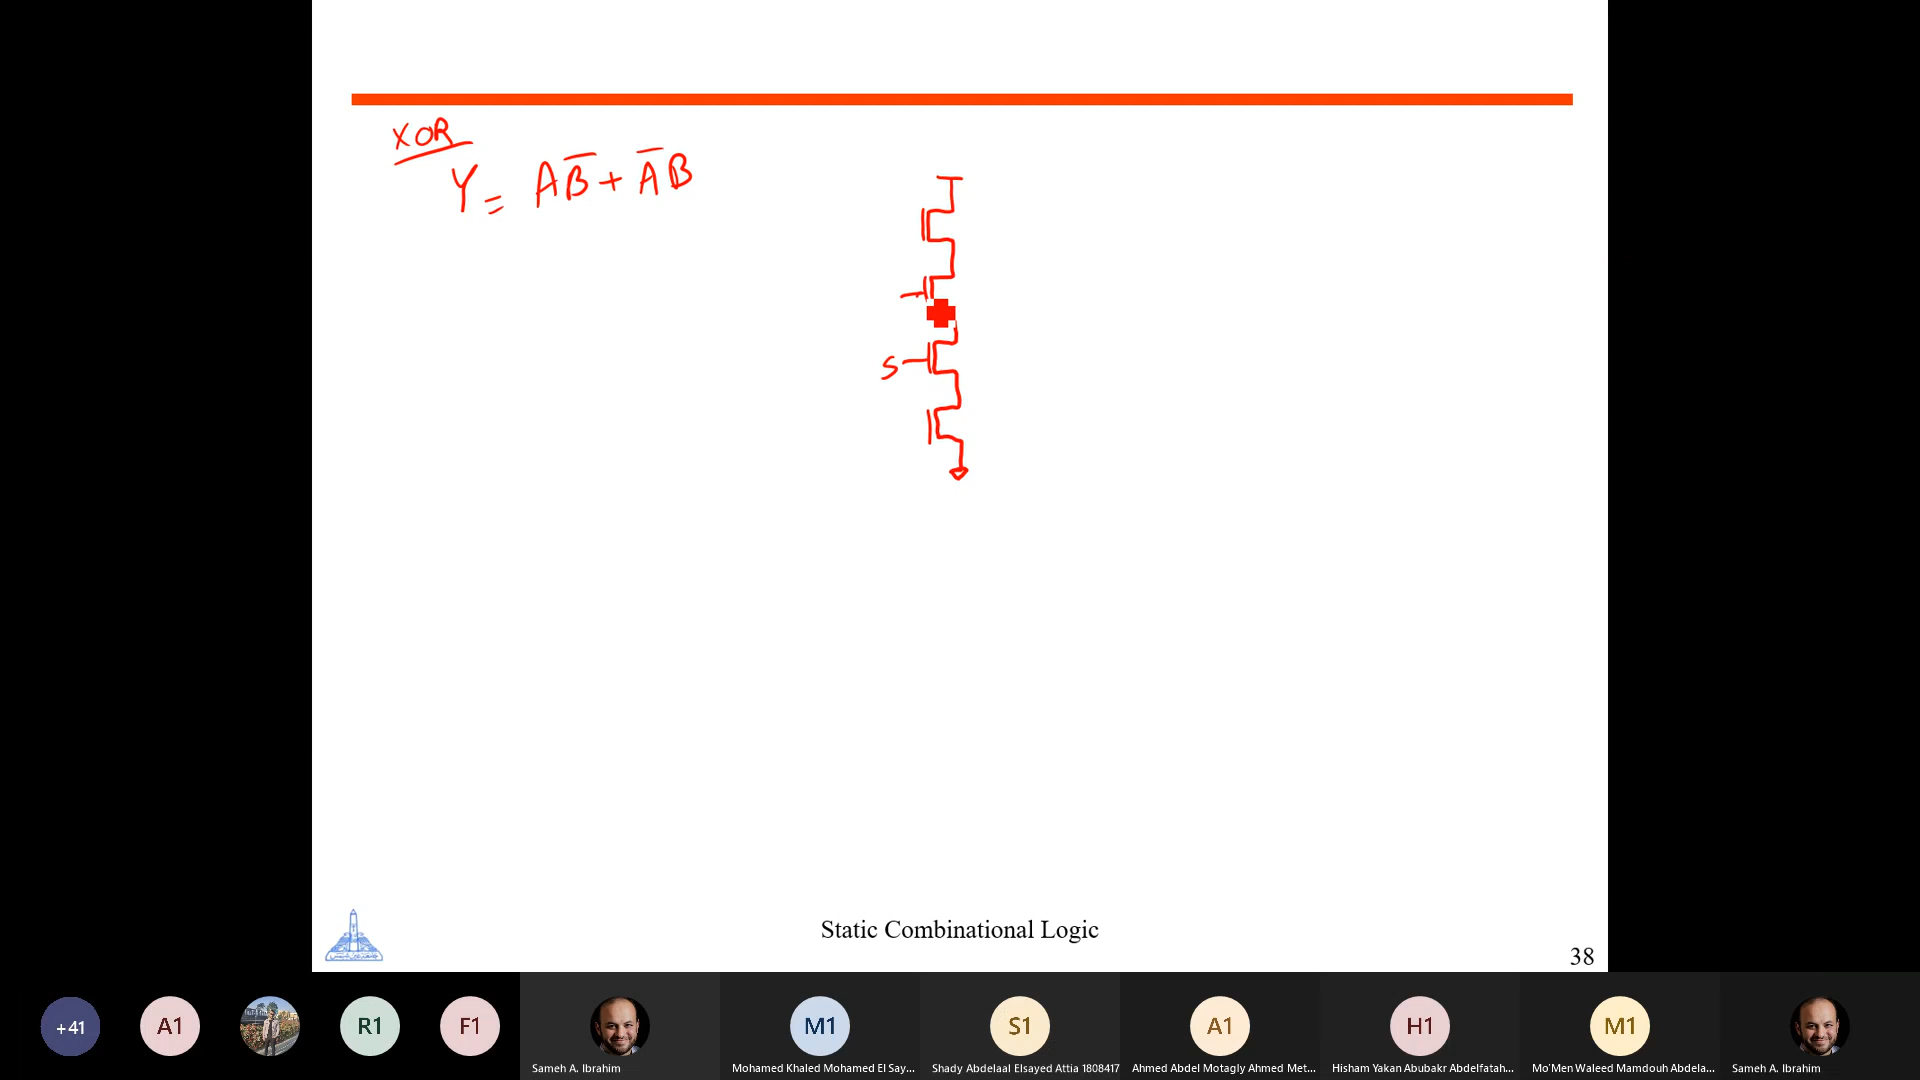 XOR
Y = AB̅ + A̅B
S
Static Combinational Logic
38
+41
A1
R1
F1
M1
S1
A1
H1
M1
Sameh A. Ibrahim
Mohamed Khaled Mohamed El Say...
Shady Abdelaal Elsayed Attia 1808417
Ahmed Abdel Motagly Ahmed Met...
Hisham Yakan Abubakr Abdelfatah...
Mo'Men Waleed Mamdouh Abdela...
Sameh A. Ibrahim